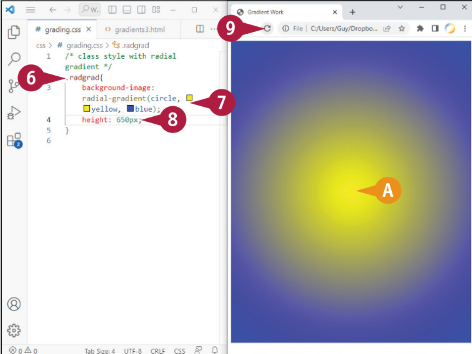 W..
# grading.css ×
<> gradients3.html
css > # grading.css > .radgrad
1 /* class style with radial
gradient */
6
.radgrad{
3 background-image:
radial-gradient(circle,
yellow, blue);
7
4 height: 650px;
8
5 }
6
0 0 Tab Size: 4 UTF-8 CRLF CSS
Gradient Work
9
File | C:/Users/Guy/Dropbo...
A